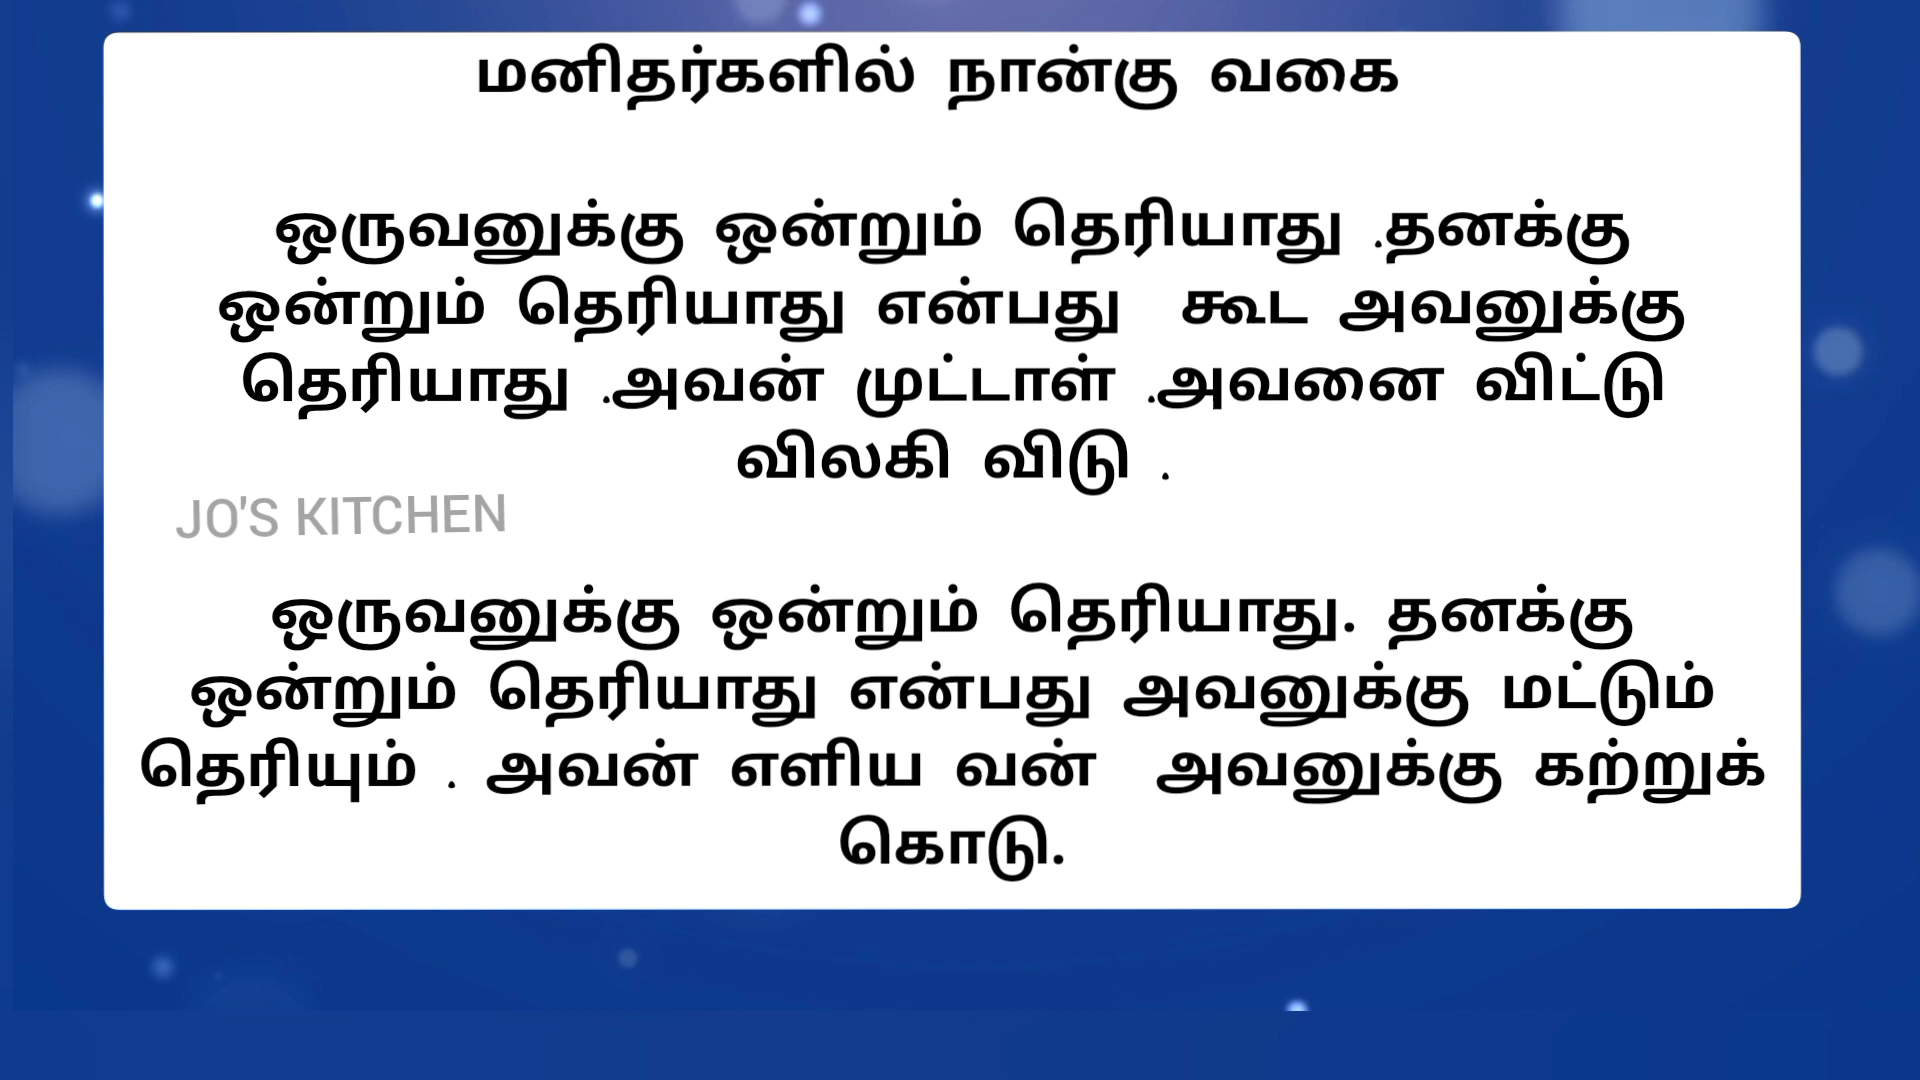 மனிதர்களில் நான்கு வகை
ஒருவனுக்கு ஒன்றும் தெரியாது .தனக்கு
ஒன்றும் தெரியாது என்பது கூட அவனுக்கு
தெரியாது .அவன் முட்டாள் .அவனை விட்டு
விலகி விடு .
JO'S KITCHEN
ஒருவனுக்கு ஒன்றும் தெரியாது. தனக்கு
ஒன்றும் தெரியாது என்பது அவனுக்கு மட்டும்
தெரியும் . அவன் எளிய வன் அவனுக்கு கற்றுக்
கொடு.